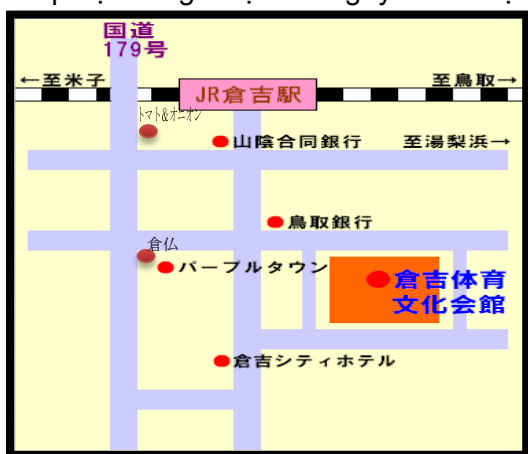 国道
179号
←至米子
至鳥取→
JR倉吉駅
トマト&オニオン
山陰合同銀行
至湯梨浜→
鳥取銀行
倉仏
パープルタウン
倉吉体育
文化会館
倉吉シティホテル